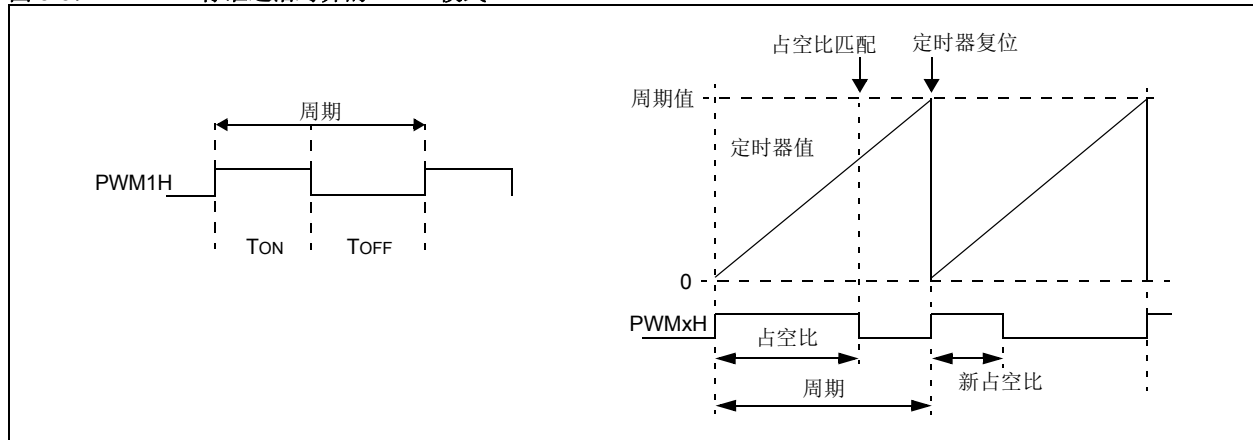 周期
PWM1H
TON
TOFF
占空比匹配
定时器复位
周期值
定时器值
0
PWMxH
占空比
新占空比
周期